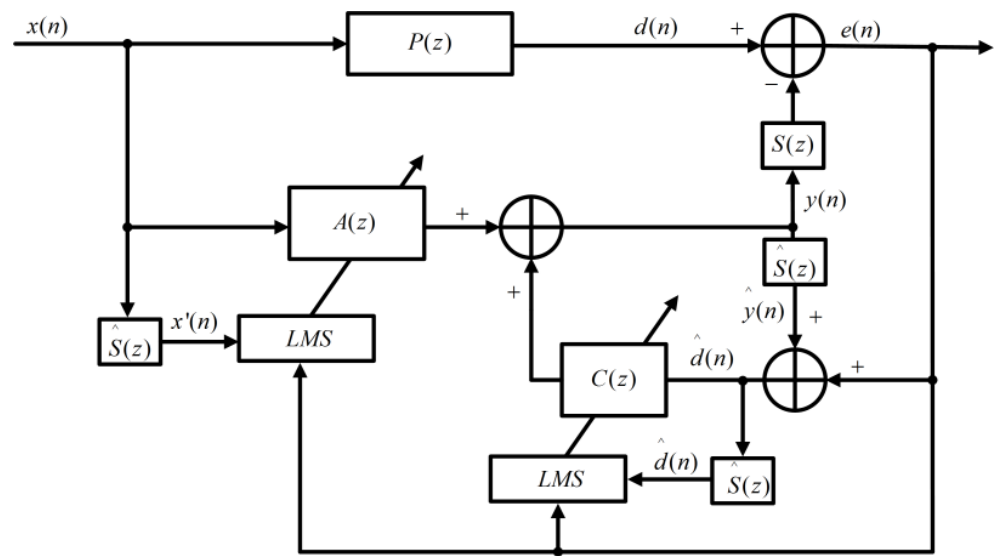 x(n)
P(z)
d(n)
+
e(n)
−
S(z)
y(n)
A(z)
+
+
Ŝ(z)
ŷ(n)
+
Ŝ(z)
x'(n)
LMS
C(z)
d̂(n)
+
LMS
d̂(n)
Ŝ(z)